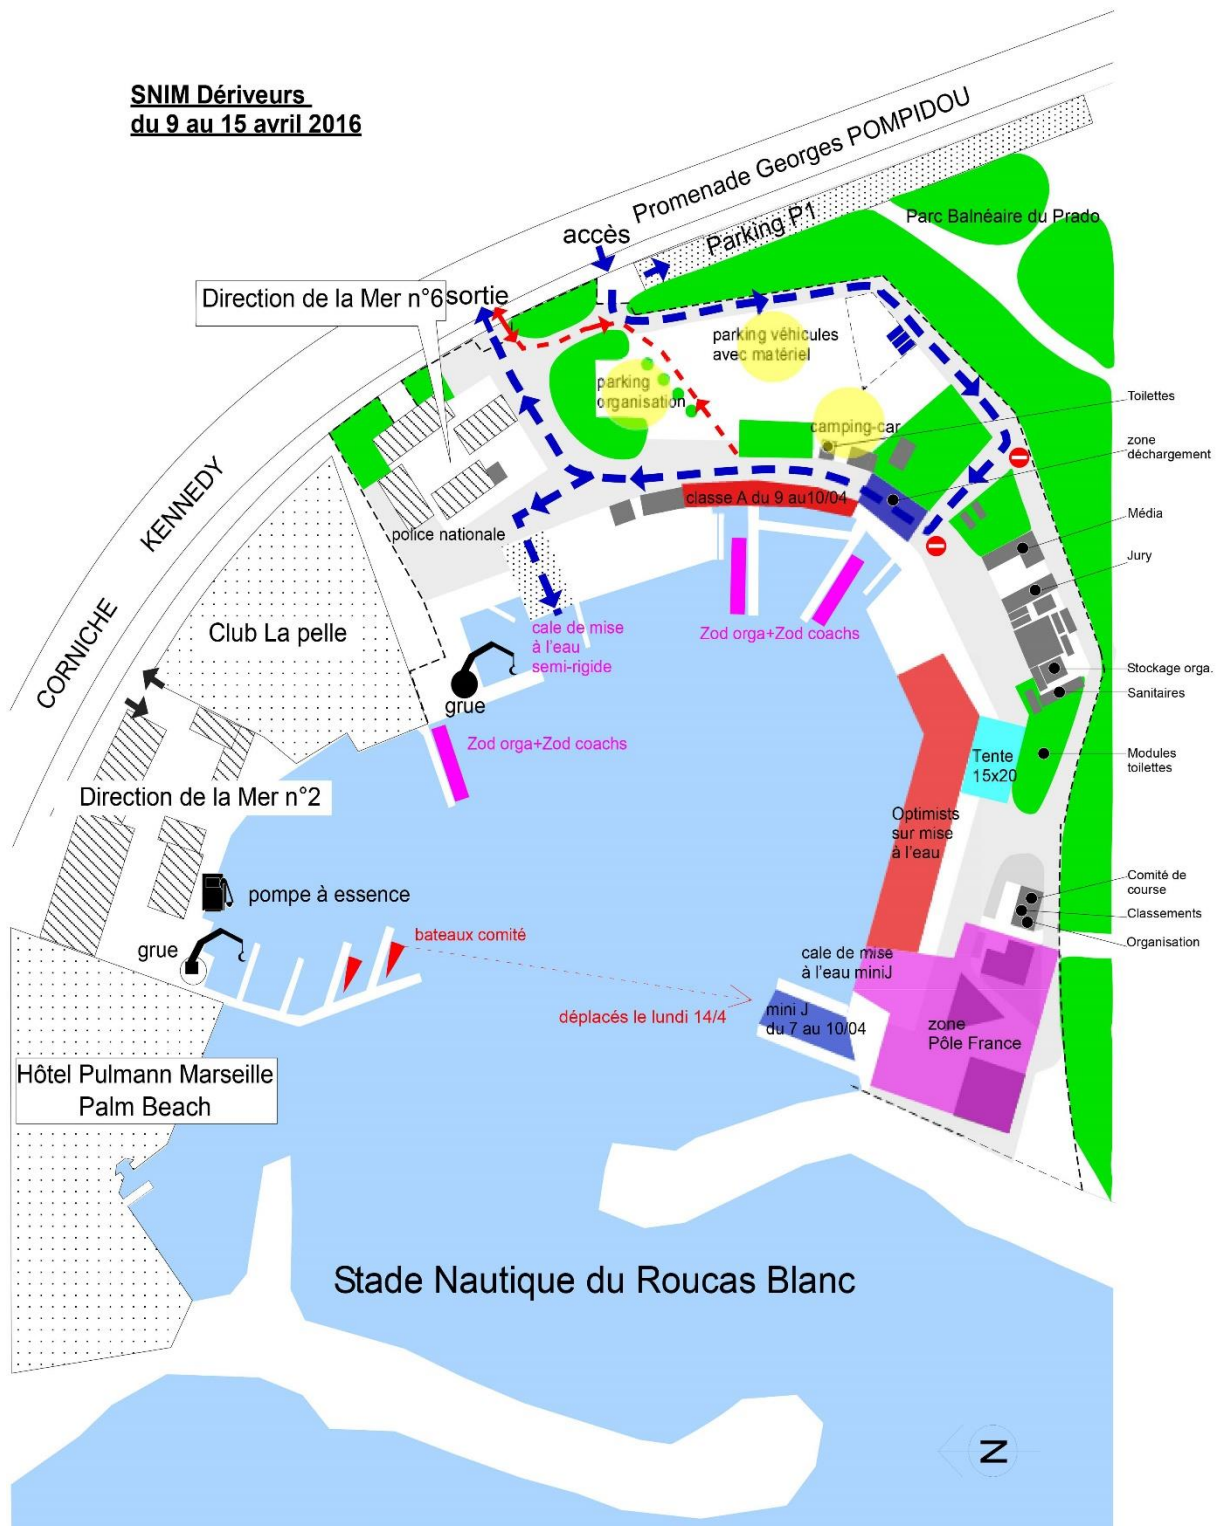 SNIM Dériveurs
du 9 au 15 avril 2016
Promenade Georges POMPIDOU
accès
Parking P1
Parc Balnéaire du Prado
Direction de la Mer n°6
sortie
parking véhicules
avec matériel
parking
organisation
camping-car
Toilettes
zone
déchargement
classe A du 9 au10/04
Média
police nationale
Jury
KENNEDY
CORNICHE
Club La pelle
cale de mise
à l'eau
semi-rigide
Zod orga+Zod coachs
Stockage orga.
Sanitaires
grue
Zod orga+Zod coachs
Tente
15x20
Modules
toilettes
Direction de la Mer n°2
Optimists
sur mise
à l'eau
pompe à essence
Comité de
course
Classements
Organisation
grue
bateaux comité
cale de mise
à l'eau miniJ
déplacés le lundi 14/4
mini J
du 7 au 10/04
zone
Pôle France
Hôtel Pulmann Marseille
Palm Beach
Stade Nautique du Roucas Blanc
N